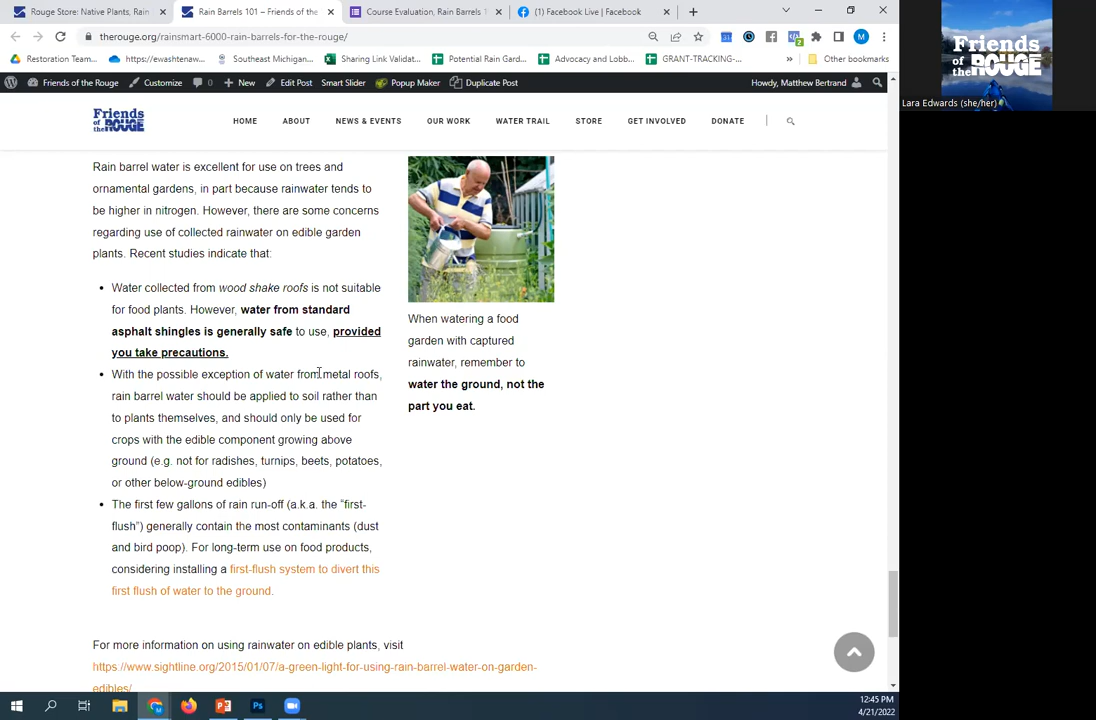 Rouge Store: Native Plants, Rain
Rain Barrels 101 – Friends of the
Course Evaluation, Rain Barrels 1
(1) Facebook Live | Facebook
therouge.org/rainsmart-6000-rain-barrels-for-the-rouge/
Restoration Team...
https://ewashtenaw...
Southeast Michigan...
Sharing Link Validat...
Potential Rain Gard...
Advocacy and Lobb...
GRANT-TRACKING-...
Other bookmarks
Friends of the Rouge
Customize
0
New
Edit Post
Smart Slider
Popup Maker
Duplicate Post
Howdy, Matthew Bertrand
Friends
of the ROUGE
HOME
ABOUT
NEWS & EVENTS
OUR WORK
WATER TRAIL
STORE
GET INVOLVED
DONATE
Rain barrel water is excellent for use on trees and
ornamental gardens, in part because rainwater tends to
be higher in nitrogen. However, there are some concerns
regarding use of collected rainwater on edible garden
plants. Recent studies indicate that:
• Water collected from wood shake roofs is not suitable
for food plants. However, water from standard
asphalt shingles is generally safe to use, provided
you take precautions.
• With the possible exception of water from metal roofs,
rain barrel water should be applied to soil rather than
to plants themselves, and should only be used for
crops with the edible component growing above
ground (e.g. not for radishes, turnips, beets, potatoes,
or other below-ground edibles)
• The first few gallons of rain run-off (a.k.a. the “first-
flush”) generally contain the most contaminants (dust
and bird poop). For long-term use on food products,
considering installing a first-flush system to divert this
first flush of water to the ground.
When watering a food
garden with captured
rainwater, remember to
water the ground, not the
part you eat.
For more information on using rainwater on edible plants, visit
https://www.sightline.org/2015/01/07/a-green-light-for-using-rain-barrel-water-on-garden-
edibles/
12:45 PM
4/21/2022
Friends
of the ROUGE
Lara Edwards (she/her)